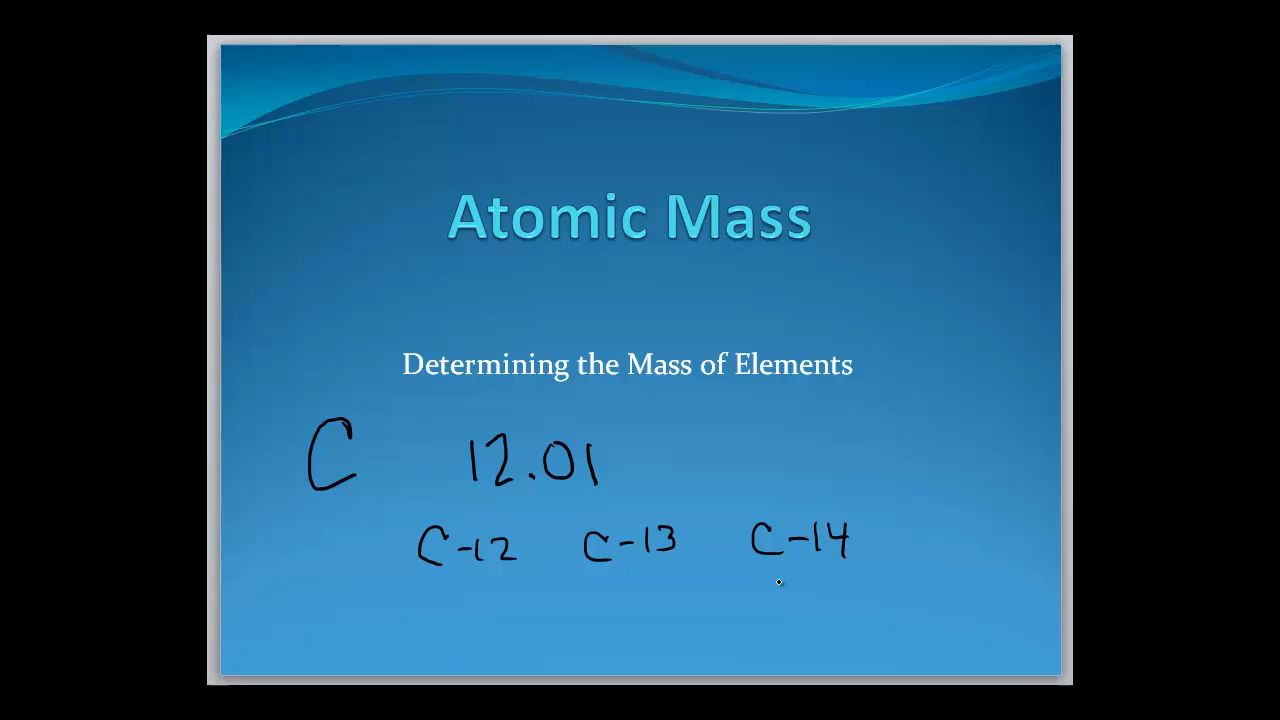 Atomic Mass
Determining the Mass of Elements
C 12.01
C-12 C-13 C-14